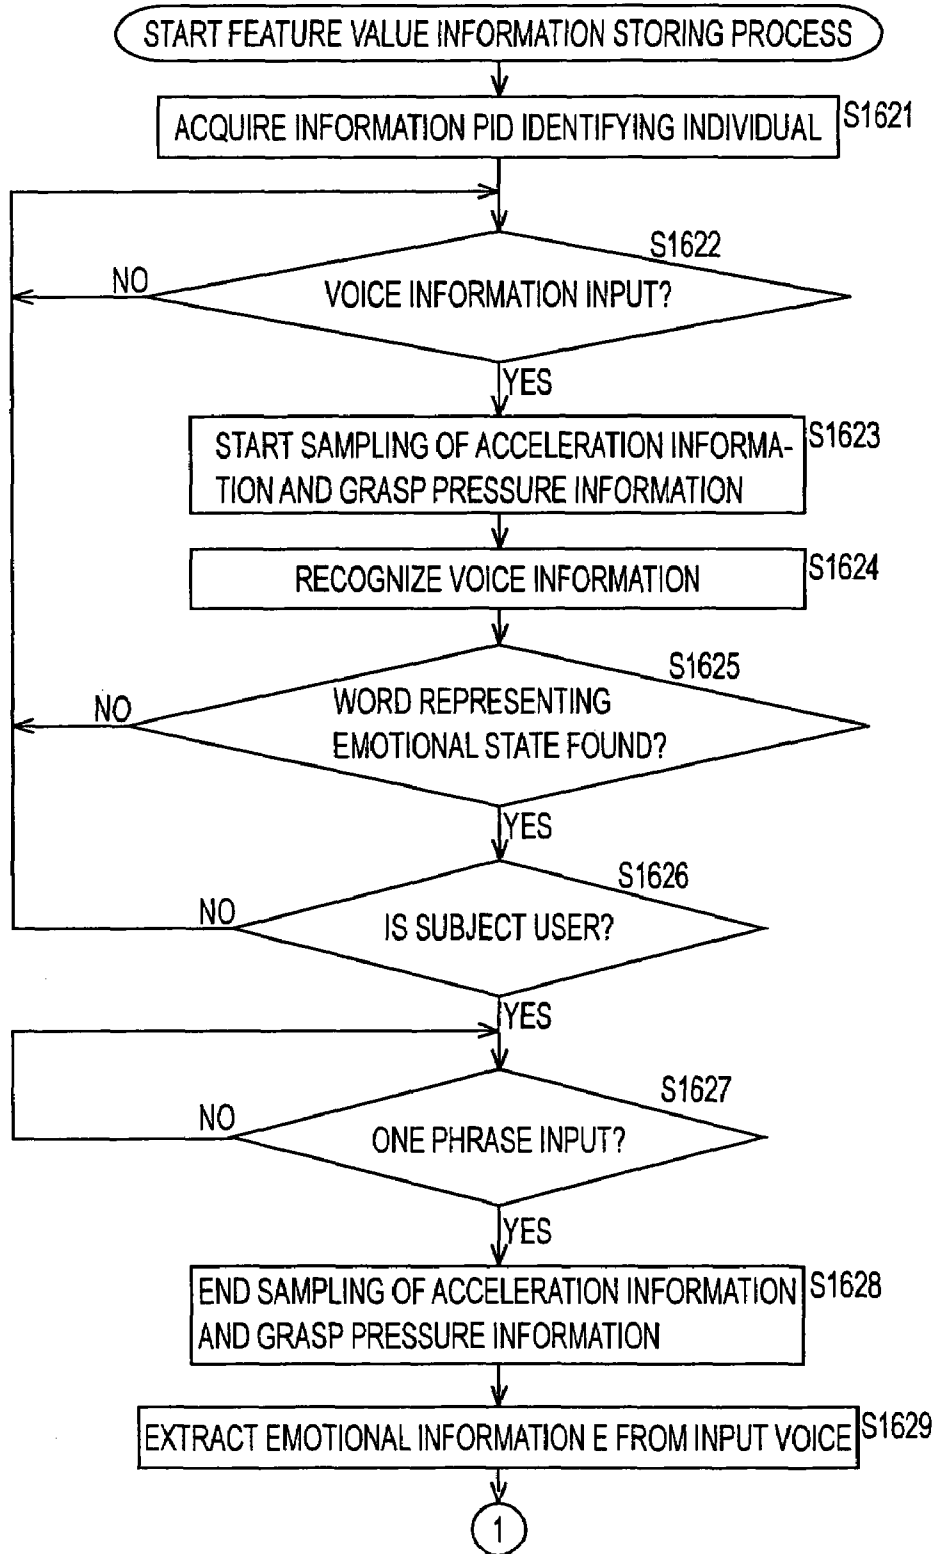 START FEATURE VALUE INFORMATION STORING PROCESS
ACQUIRE INFORMATION PID IDENTIFYING INDIVIDUAL
S1621
S1622
NO
VOICE INFORMATION INPUT?
YES
START SAMPLING OF ACCELERATION INFORMA-
TION AND GRASP PRESSURE INFORMATION
S1623
RECOGNIZE VOICE INFORMATION
S1624
S1625
NO
WORD REPRESENTING
EMOTIONAL STATE FOUND?
YES
S1626
NO
IS SUBJECT USER?
YES
S1627
NO
ONE PHRASE INPUT?
YES
END SAMPLING OF ACCELERATION INFORMATION
AND GRASP PRESSURE INFORMATION
S1628
EXTRACT EMOTIONAL INFORMATION E FROM INPUT VOICE
S1629
1